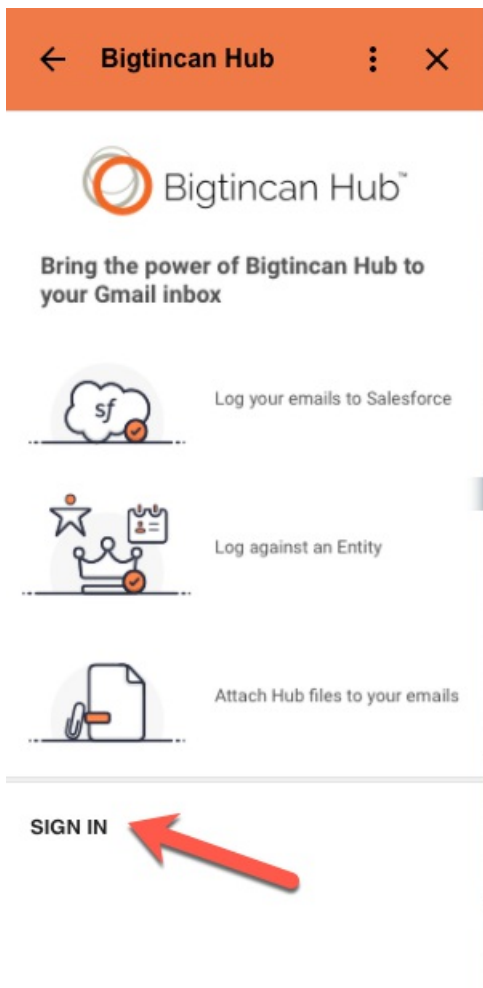 Bigtincan Hub
Bigtincan Hub™
Bring the power of Bigtincan Hub to
your Gmail inbox
sf
Log your emails to Salesforce
Log against an Entity
Attach Hub files to your emails
SIGN IN